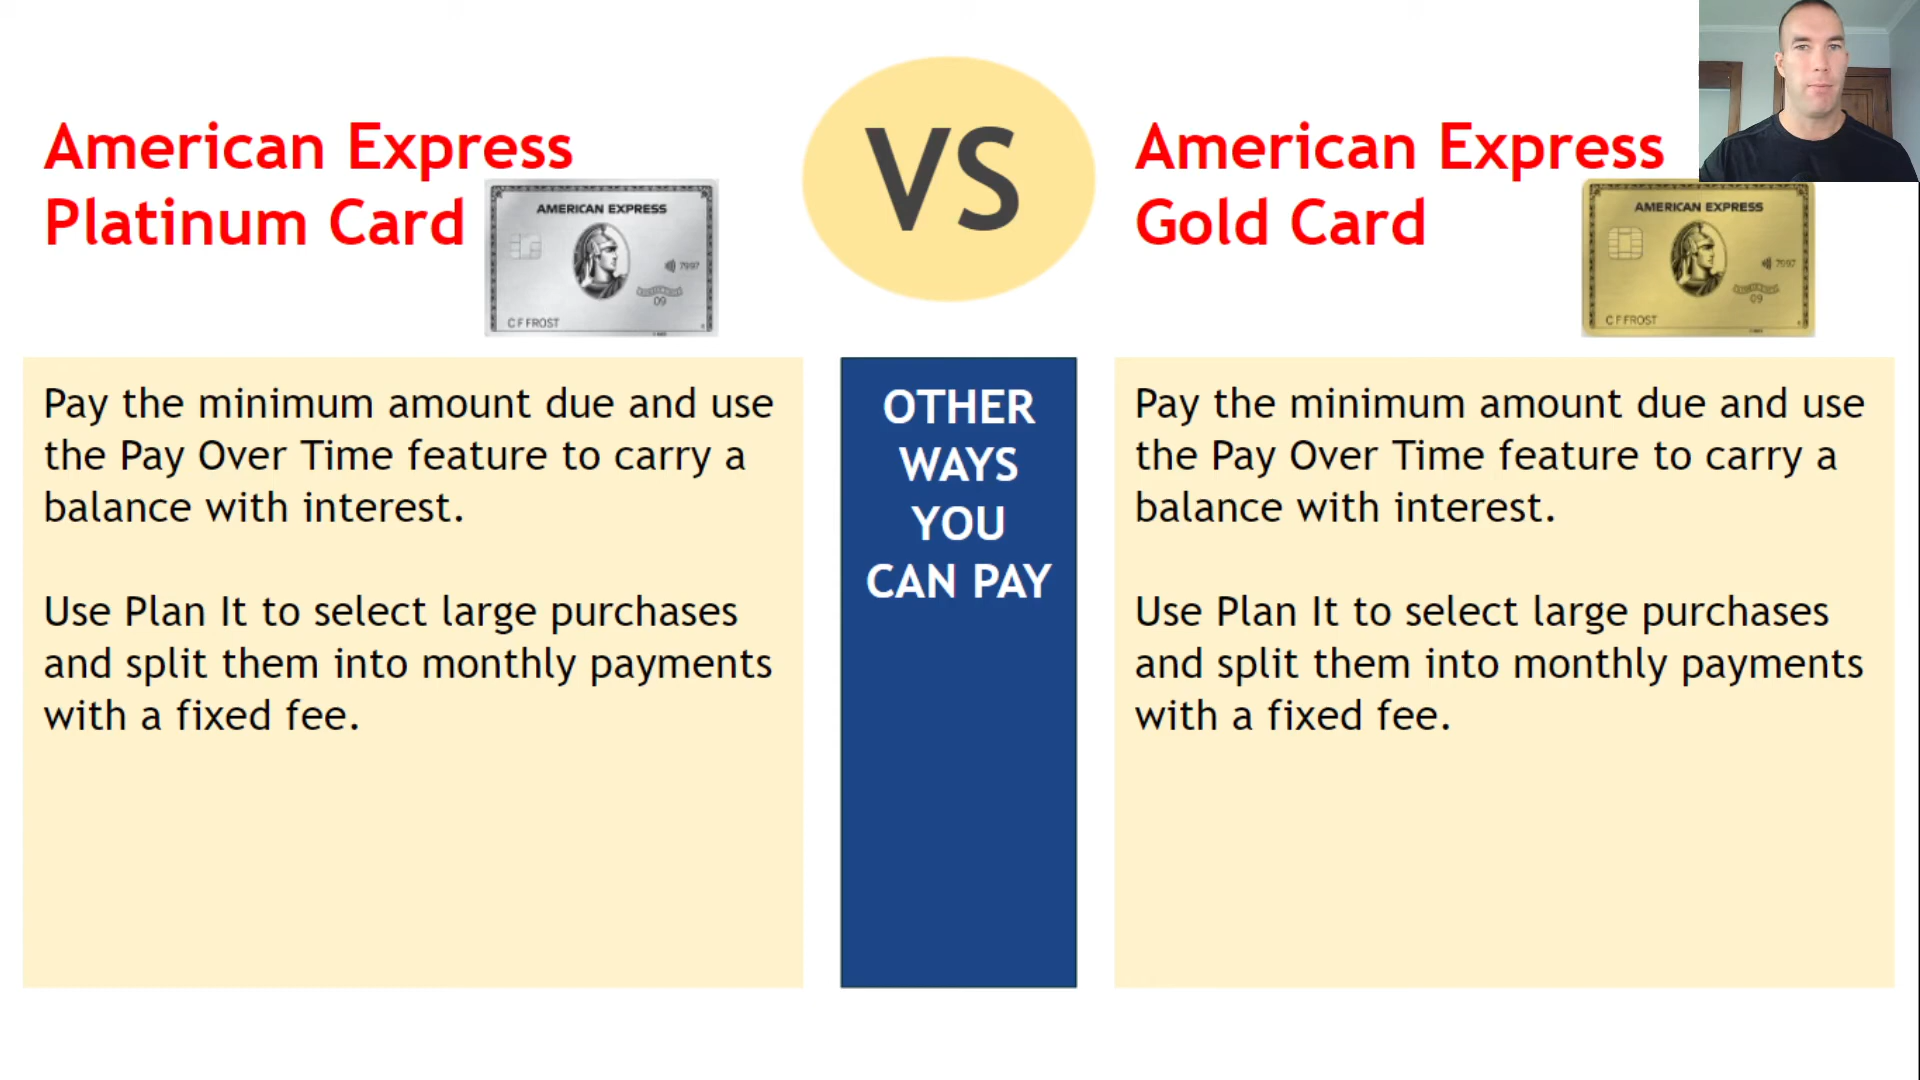 American Express
Platinum Card
AMERICAN EXPRESS
7997
09
C F FROST
VS
American Express
Gold Card
AMERICAN EXPRESS
7997
09
C F FROST
Pay the minimum amount due and use
the Pay Over Time feature to carry a
balance with interest.
Use Plan It to select large purchases
and split them into monthly payments
with a fixed fee.
OTHER
WAYS
YOU
CAN PAY
Pay the minimum amount due and use
the Pay Over Time feature to carry a
balance with interest.
Use Plan It to select large purchases
and split them into monthly payments
with a fixed fee.